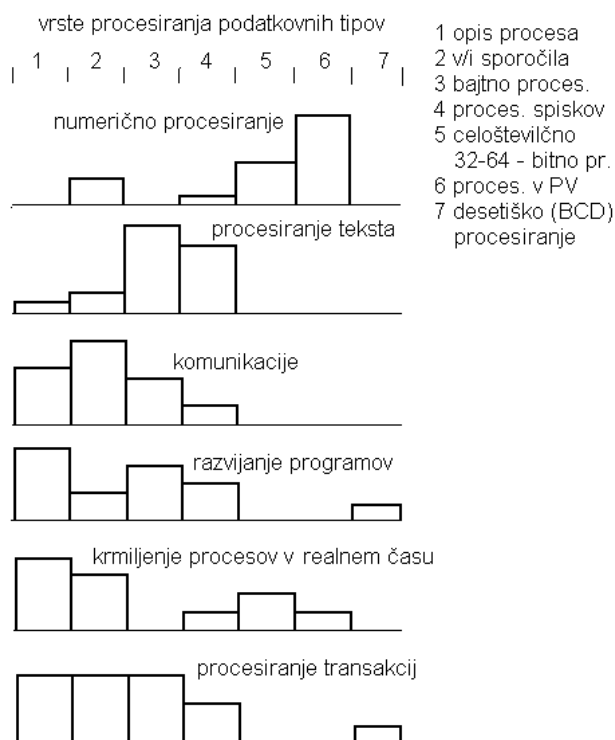 vrste procesiranja podatkovnih tipov
1 2 3 4 5 6 7
1 opis procesa
2 v/i sporočila
3 bajtno proces.
4 proces. spiskov
5 celoštevilčno
32-64 - bitno pr.
6 proces. v PV
7 desetiško (BCD)
procesiranje
numerično procesiranje
procesiranje teksta
komunikacije
razvijanje programov
krmiljenje procesov v realnem času
procesiranje transakcij